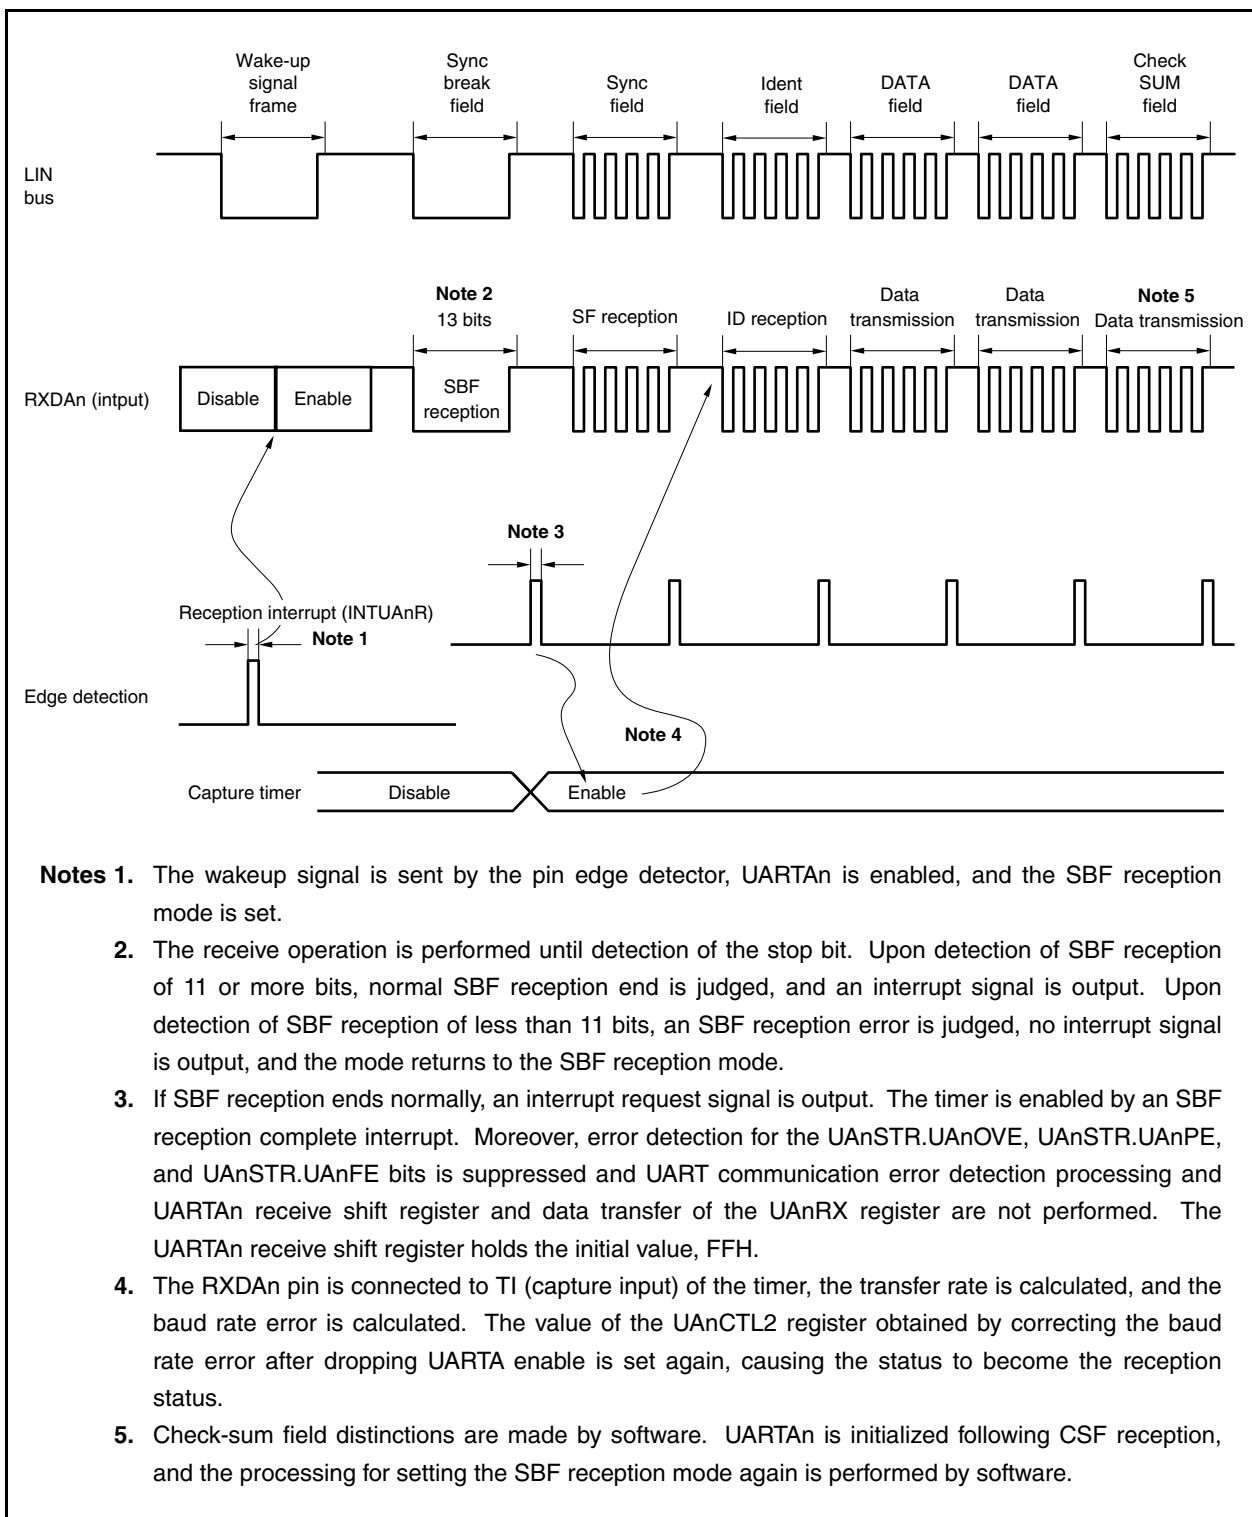 Wake-up
signal
frame
Sync
break
field
Sync
field
Ident
field
DATA
field
DATA
field
Check
SUM
field
LIN
bus
Note 2
13 bits
SF reception
ID reception
Data
transmission
Data
transmission
Note 5
Data transmission
RXDAn (intput)
Disable
Enable
SBF
reception
Note 3
Reception interrupt (INTUAnR)
Note 1
Edge detection
Note 4
Capture timer
Disable
Enable
Notes 1. The wakeup signal is sent by the pin edge detector, UARTAn is enabled, and the SBF reception
mode is set.
2. The receive operation is performed until detection of the stop bit. Upon detection of SBF reception
of 11 or more bits, normal SBF reception end is judged, and an interrupt signal is output. Upon
detection of SBF reception of less than 11 bits, an SBF reception error is judged, no interrupt signal
is output, and the mode returns to the SBF reception mode.
3. If SBF reception ends normally, an interrupt request signal is output. The timer is enabled by an SBF
reception complete interrupt. Moreover, error detection for the UAnSTR.UAnOVE, UAnSTR.UAnPE,
and UAnSTR.UAnFE bits is suppressed and UART communication error detection processing and
UARTAn receive shift register and data transfer of the UAnRX register are not performed. The
UARTAn receive shift register holds the initial value, FFH.
4. The RXDAn pin is connected to TI (capture input) of the timer, the transfer rate is calculated, and the
baud rate error is calculated. The value of the UAnCTL2 register obtained by correcting the baud
rate error after dropping UARTA enable is set again, causing the status to become the reception
status.
5. Check-sum field distinctions are made by software. UARTAn is initialized following CSF reception,
and the processing for setting the SBF reception mode again is performed by software.